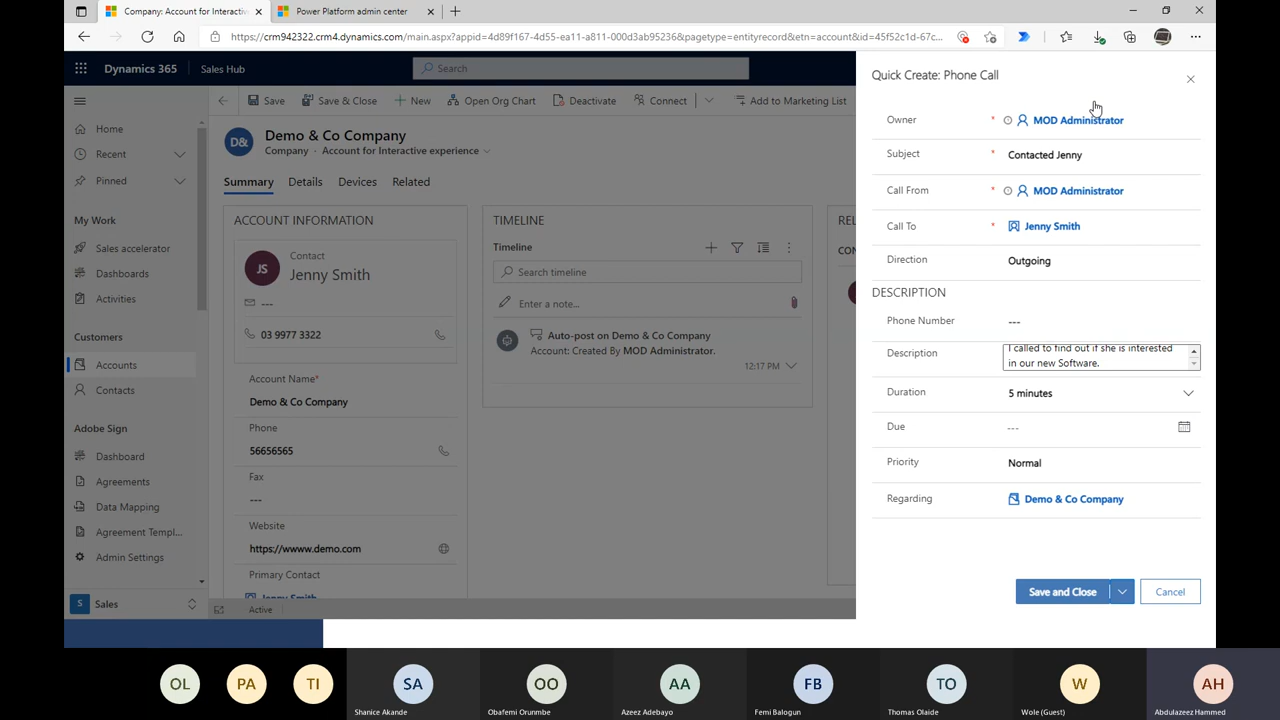 Company: Account for Interactiv
Power Platform admin center
https://crm942322.crm4.dynamics.com/main.aspx?appid=4d89f167-4d55-ea11-a811-000d3ab95236&pagetype=entityrecord&etn=account&id=45f52c1d-67c...
Dynamics 365
Sales Hub
Search
Save
Save & Close
New
Open Org Chart
Deactivate
Connect
Add to Marketing List
Home
Recent
Pinned
My Work
Sales accelerator
Dashboards
Activities
Customers
Accounts
Contacts
Adobe Sign
Dashboard
Agreements
Data Mapping
Agreement Templ...
Admin Settings
S
Sales
D&
Demo & Co Company
Company · Account for Interactive experience
Summary
Details
Devices
Related
ACCOUNT INFORMATION
JS
Contact
Jenny Smith
---
03 9977 3322
Account Name*
Demo & Co Company
Phone
56656565
Fax
---
Website
https://wwww.demo.com
Primary Contact
Jenny Smith
Active
TIMELINE
Timeline
Search timeline
Enter a note...
Auto-post on Demo & Co Company
Account: Created By MOD Administrator.
12:17 PM
REL
CON
Quick Create: Phone Call
Owner * MOD Administrator
Subject * Contacted Jenny
Call From * MOD Administrator
Call To * Jenny Smith
Direction Outgoing
DESCRIPTION
Phone Number ---
Description I called to find out if she is interested
in our new Software.
Duration 5 minutes
Due ---
Priority Normal
Regarding Demo & Co Company
Save and Close
Cancel
OL
PA
TI
SA
Shanice Akande
OO
Obafemi Orunmbe
AA
Azeez Adebayo
FB
Femi Balogun
TO
Thomas Olaide
W
Wole (Guest)
AH
Abdulazeez Hammed